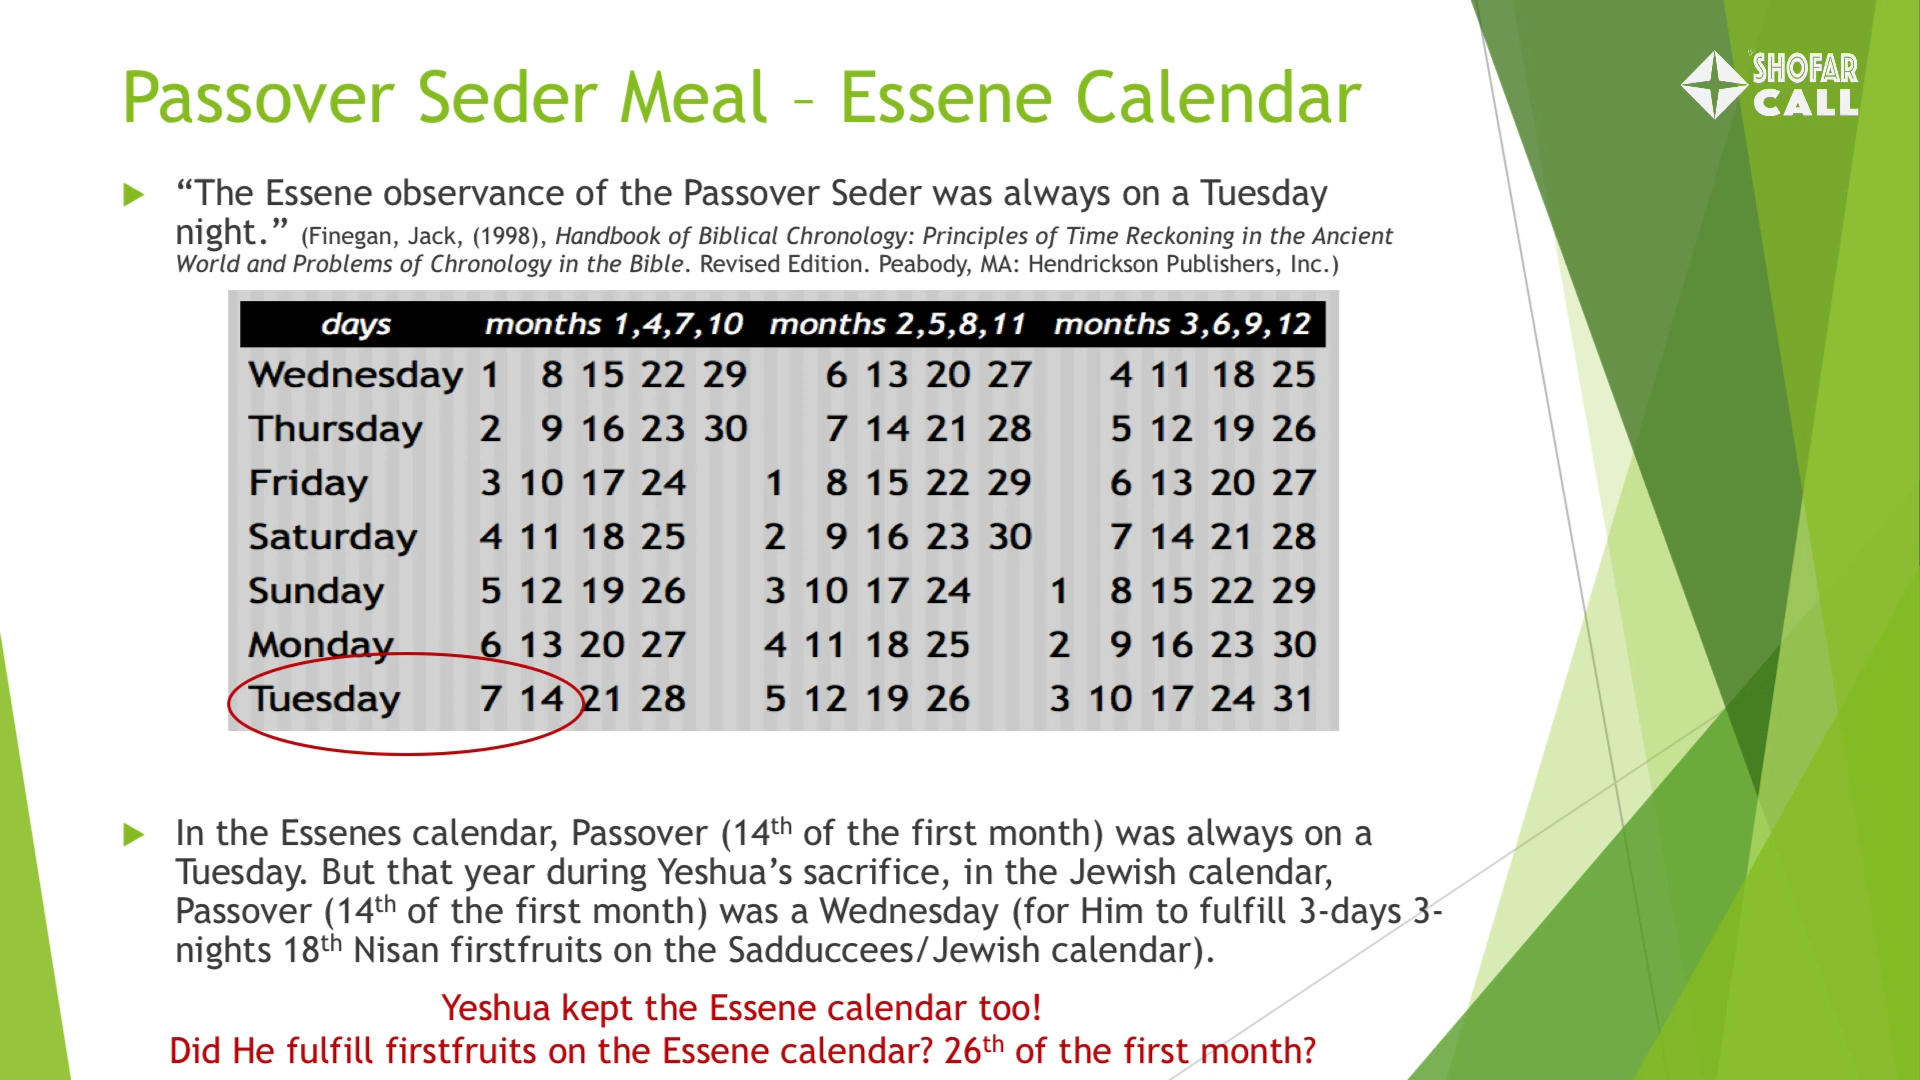 Passover Seder Meal – Essene Calendar
SHOFAR
CALL
“The Essene observance of the Passover Seder was always on a Tuesday
night.” (Finegan, Jack, (1998), Handbook of Biblical Chronology: Principles of Time Reckoning in the Ancient
World and Problems of Chronology in the Bible. Revised Edition. Peabody, MA: Hendrickson Publishers, Inc.)
days months 1,4,7,10 months 2,5,8,11 months 3,6,9,12
Wednesday 1 8 15 22 29 6 13 20 27 4 11 18 25
Thursday 2 9 16 23 30 7 14 21 28 5 12 19 26
Friday 3 10 17 24 1 8 15 22 29 6 13 20 27
Saturday 4 11 18 25 2 9 16 23 30 7 14 21 28
Sunday 5 12 19 26 3 10 17 24 1 8 15 22 29
Monday 6 13 20 27 4 11 18 25 2 9 16 23 30
Tuesday 7 14 21 28 5 12 19 26 3 10 17 24 31
In the Essenes calendar, Passover (14th of the first month) was always on a
Tuesday. But that year during Yeshua’s sacrifice, in the Jewish calendar,
Passover (14th of the first month) was a Wednesday (for Him to fulfill 3-days 3-
nights 18th Nisan firstfruits on the Sadduccees/Jewish calendar).
Yeshua kept the Essene calendar too!
Did He fulfill firstfruits on the Essene calendar? 26th of the first month?